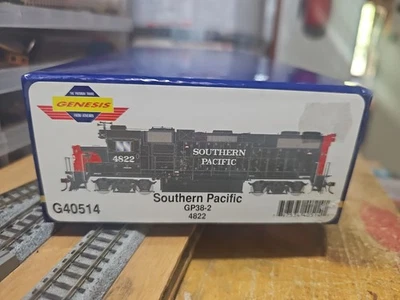 GENESIS
4822
SOUTHERN
PACIFIC
Southern Pacific
GP38-2
4822
G40514